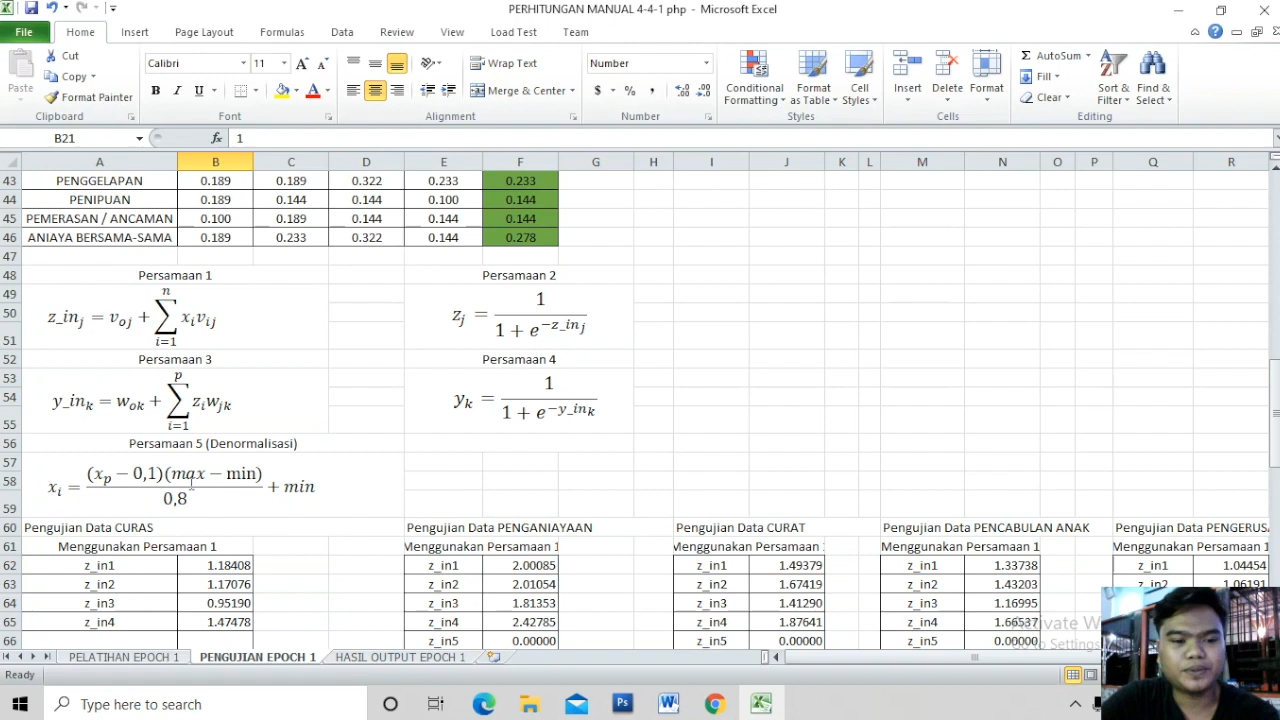 PERHITUNGAN MANUAL 4-4-1 php - Microsoft Excel
File Home Insert Page Layout Formulas Data Review View Load Test Team
Cut
Copy
Format Painter
Paste
Clipboard
Calibri 11
B I U
Font
Wrap Text
Merge & Center
Alignment
Number
$ % ,
Number
Conditional Formatting
Format as Table
Cell Styles
Styles
Insert Delete Format
Cells
AutoSum
Fill
Clear
Sort & Filter
Find & Select
Editing
B21 fx 1
A B C D E F G H I J K L M N O P Q R
43 PENGGELAPAN 0.189 0.189 0.322 0.233 0.233
44 PENIPUAN 0.189 0.144 0.144 0.100 0.144
45 PEMERASAN / ANCAMAN 0.100 0.189 0.144 0.144 0.144
46 ANIAYA BERSAMA-SAMA 0.189 0.233 0.322 0.144 0.278
47
48 Persamaan 1 Persamaan 2
49
50 z_in_j = v_oj + ∑_{i=1}^{n} x_i v_ij z_j = 1 / (1 + e^{−z_in_j})
51
52 Persamaan 3 Persamaan 4
53
54 y_in_k = w_ok + ∑_{i=1}^{p} z_i w_jk y_k = 1 / (1 + e^{−y_in_k})
55
56 Persamaan 5 (Denormalisasi)
57
58 x_i = (x_p − 0,1)(max − min) / 0,8 + min
59
60 Pengujian Data CURAS Pengujian Data PENGANIAYAAN Pengujian Data CURAT Pengujian Data PENCABULAN ANAK Pengujian Data PENGERUSA
61 Menggunakan Persamaan 1 Menggunakan Persamaan 1 Menggunakan Persamaan Menggunakan Persamaan 1 Menggunakan Persamaan 1
62 z_in1 1.18408 z_in1 2.00085 z_in1 1.49379 z_in1 1.33738 z_in1 1.04454
63 z_in2 1.17076 z_in2 2.01054 z_in2 1.67419 z_in2 1.43203 z_in2 1.06191
64 z_in3 0.95190 z_in3 1.81353 z_in3 1.41290 z_in3 1.16995
65 z_in4 1.47478 z_in4 2.42785 z_in4 1.87641 z_in4 1.66537
66 z_in5 0.00000 z_in5 0.00000 z_in5 0.00000
Activate W
Go to Settings
PELATIHAN EPOCH 1 PENGUJIAN EPOCH 1 HASIL OUTPUT EPOCH 1
Ready
Type here to search